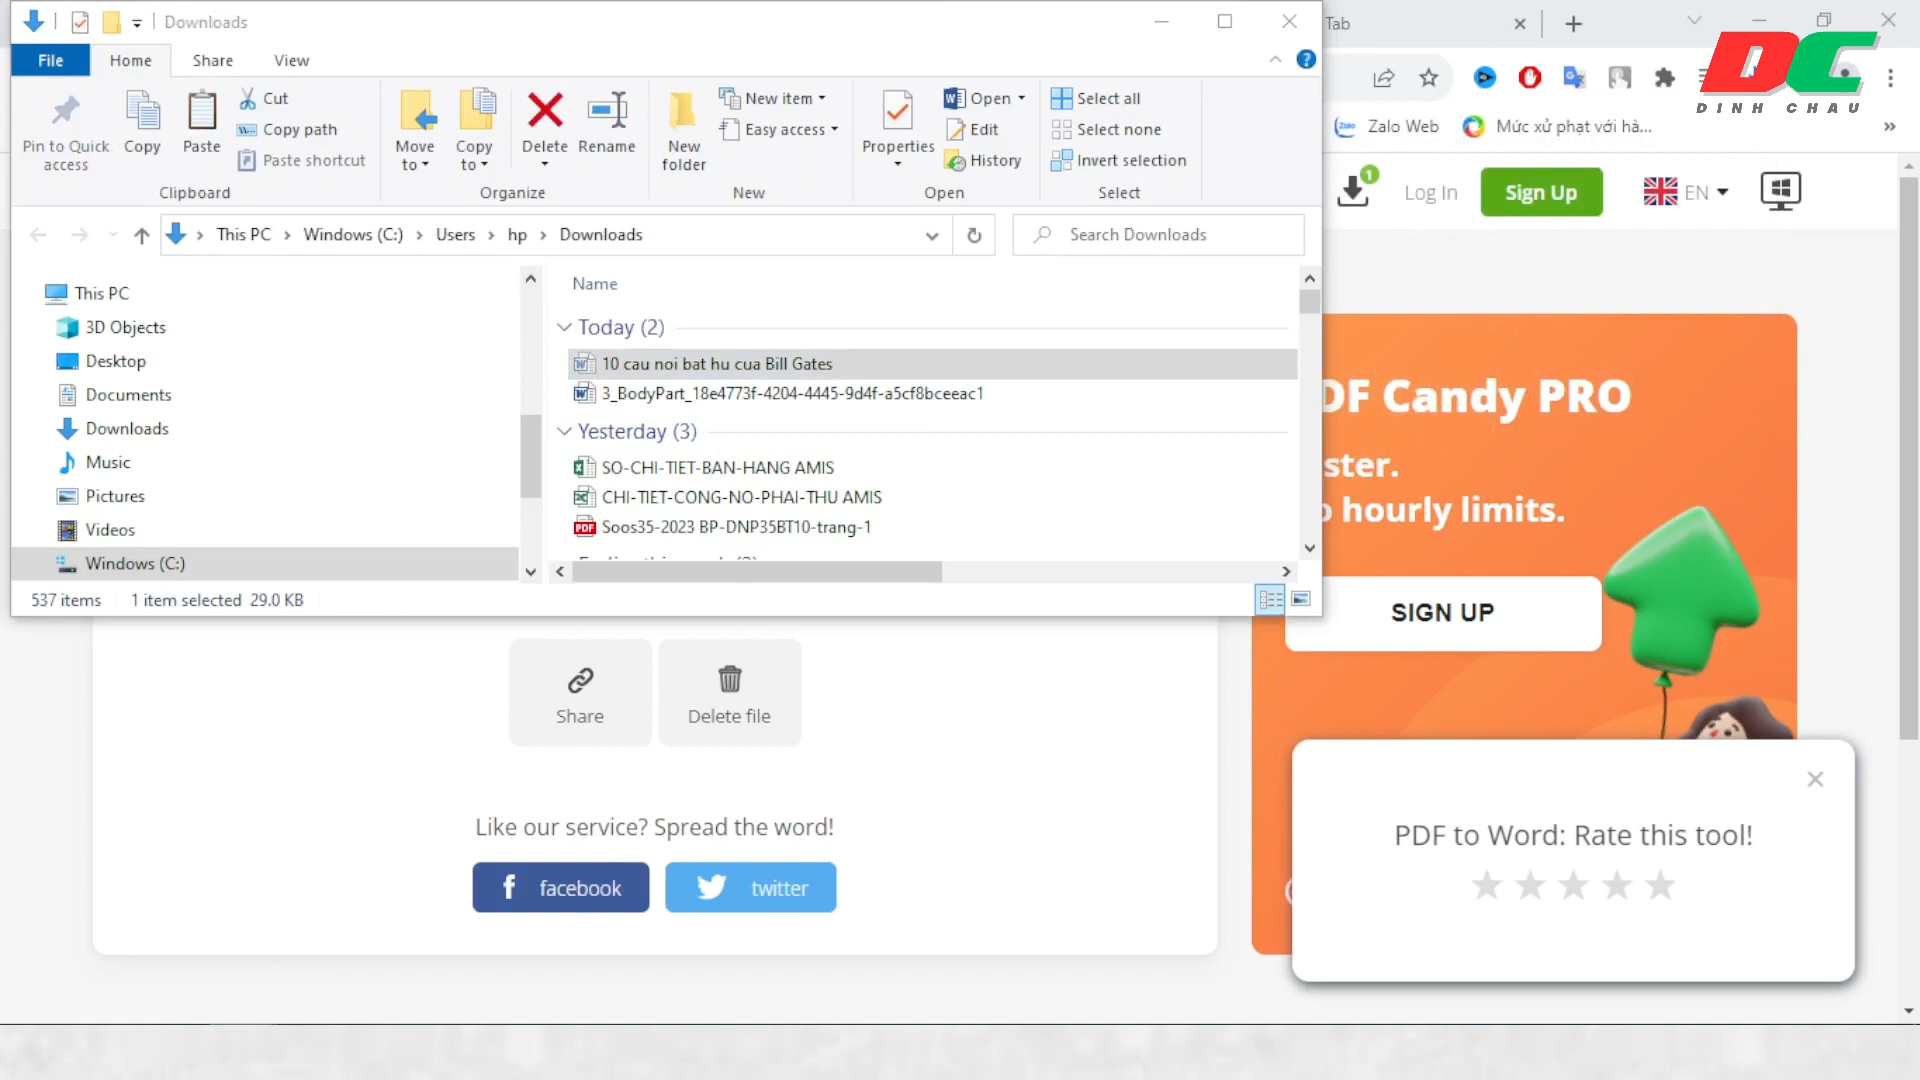 Downloads
Tab
File
Home
Share
View
Pin to Quick access
Copy
Paste
Cut
Copy path
Paste shortcut
Clipboard
Move to
Copy to
Delete
Rename
Organize
New folder
New item
Easy access
New
Properties
Open
Edit
History
Open
Select all
Select none
Invert selection
Select
DC
DINH CHAU
Zalo Web
Mức xử phạt với hà...
1
Log In
Sign Up
EN
This PC
Windows (C:)
Users
hp
Downloads
Search Downloads
This PC
3D Objects
Desktop
Documents
Downloads
Music
Pictures
Videos
Windows (C:)
Name
Today (2)
10 cau noi bat hu cua Bill Gates
3_BodyPart_18e4773f-4204-4445-9d4f-a5cf8bceeac1
Yesterday (3)
SO-CHI-TIET-BAN-HANG AMIS
CHI-TIET-CONG-NO-PHAI-THU AMIS
PDF
Soos35-2023 BP-DNP35BT10-trang-1
537 items
1 item selected 29.0 KB
DF Candy PRO
ster.
hourly limits.
SIGN UP
Share
Delete file
Like our service? Spread the word!
facebook
twitter
PDF to Word: Rate this tool!